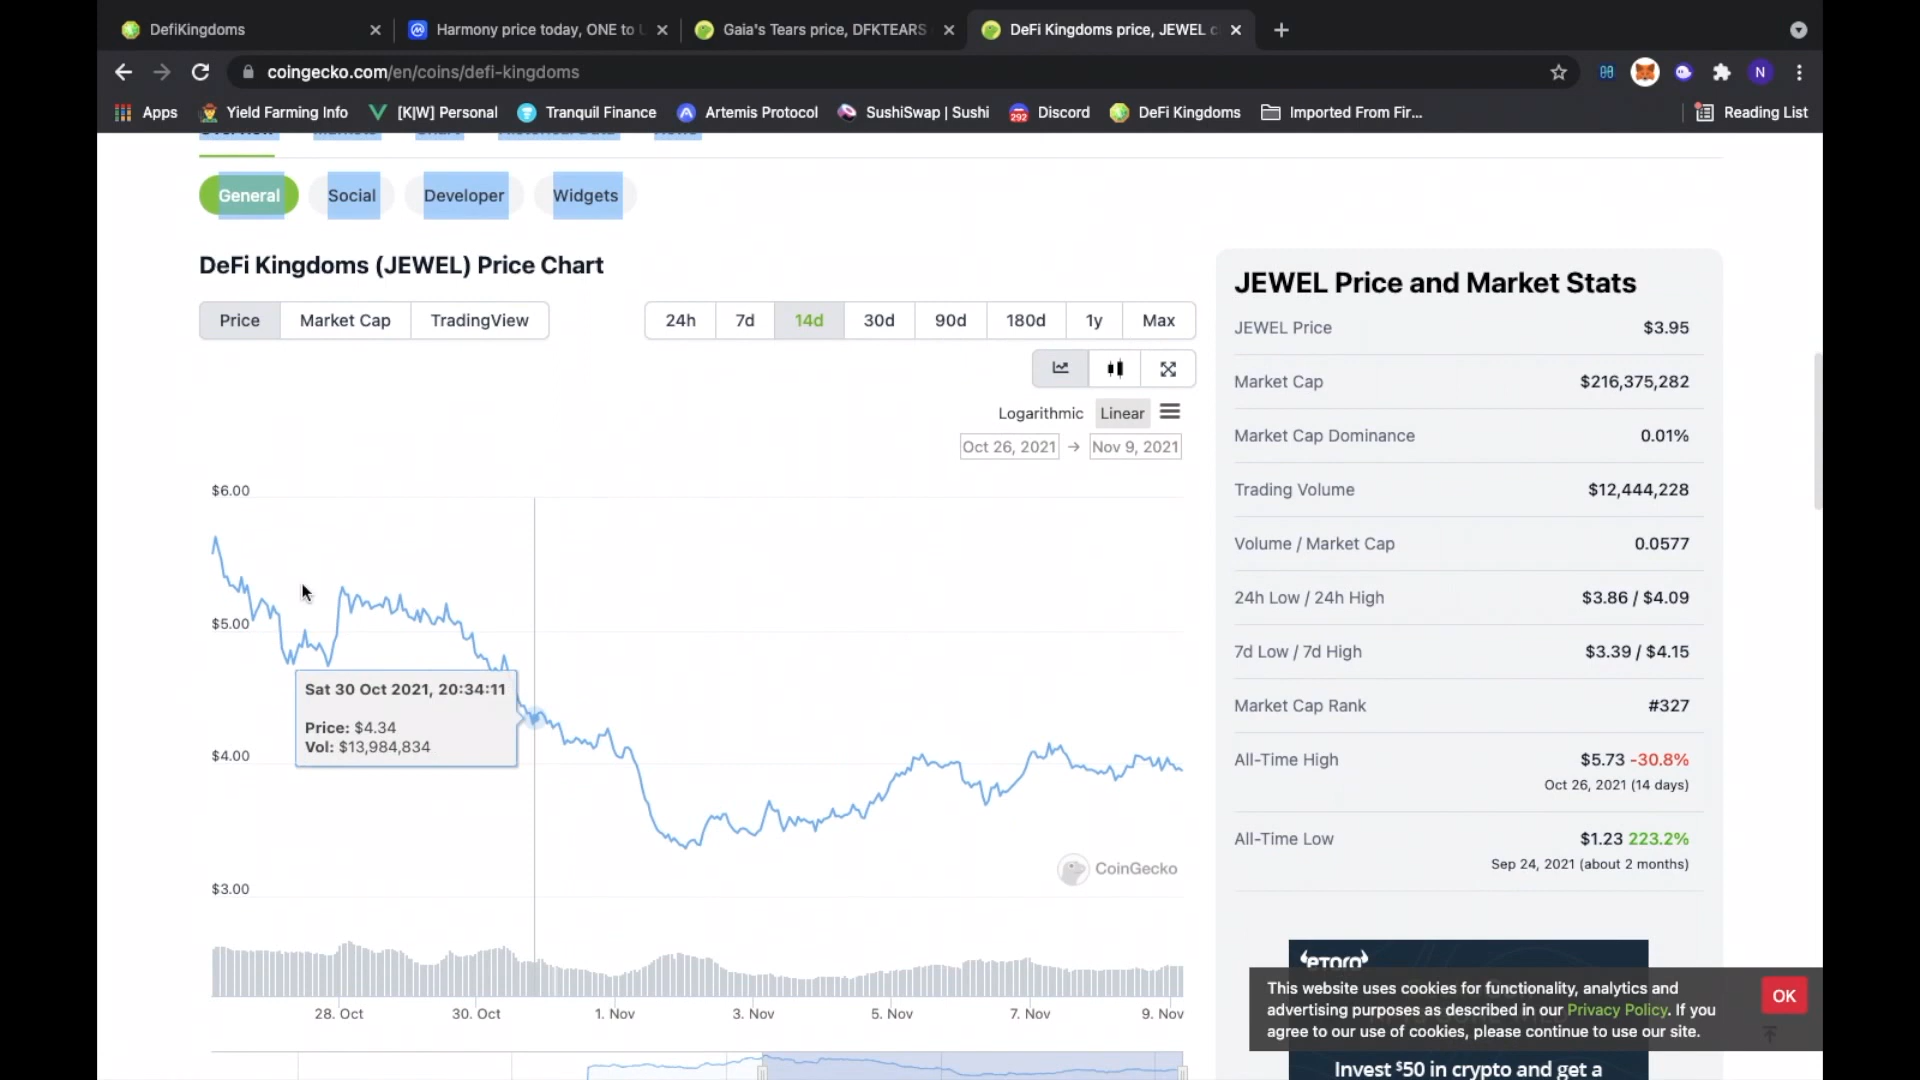 DefiKingdoms
Harmony price today, ONE to U
Gaia's Tears price, DFKTEARS
DeFi Kingdoms price, JEWEL c
coingecko.com/en/coins/defi-kingdoms
N
Apps
Yield Farming Info
[K|W] Personal
Tranquil Finance
Artemis Protocol
SushiSwap | Sushi
292
Discord
DeFi Kingdoms
Imported From Fir...
Reading List
General
Social
Developer
Widgets
DeFi Kingdoms (JEWEL) Price Chart
Price
Market Cap
TradingView
24h
7d
14d
30d
90d
180d
1y
Max
Logarithmic
Linear
Oct 26, 2021 → Nov 9, 2021
$6.00
$5.00
$4.00
$3.00
Sat 30 Oct 2021, 20:34:11
Price: $4.34
Vol: $13,984,834
CoinGecko
28. Oct
30. Oct
1. Nov
3. Nov
5. Nov
7. Nov
9. Nov
JEWEL Price and Market Stats
JEWEL Price $3.95
Market Cap $216,375,282
Market Cap Dominance 0.01%
Trading Volume $12,444,228
Volume / Market Cap 0.0577
24h Low / 24h High $3.86 / $4.09
7d Low / 7d High $3.39 / $4.15
Market Cap Rank #327
All-Time High $5.73 -30.8%
Oct 26, 2021 (14 days)
All-Time Low $1.23 223.2%
Sep 24, 2021 (about 2 months)
eToro
This website uses cookies for functionality, analytics and
advertising purposes as described in our Privacy Policy. If you
agree to our use of cookies, please continue to use our site.
OK
Invest $50 in crypto and get a